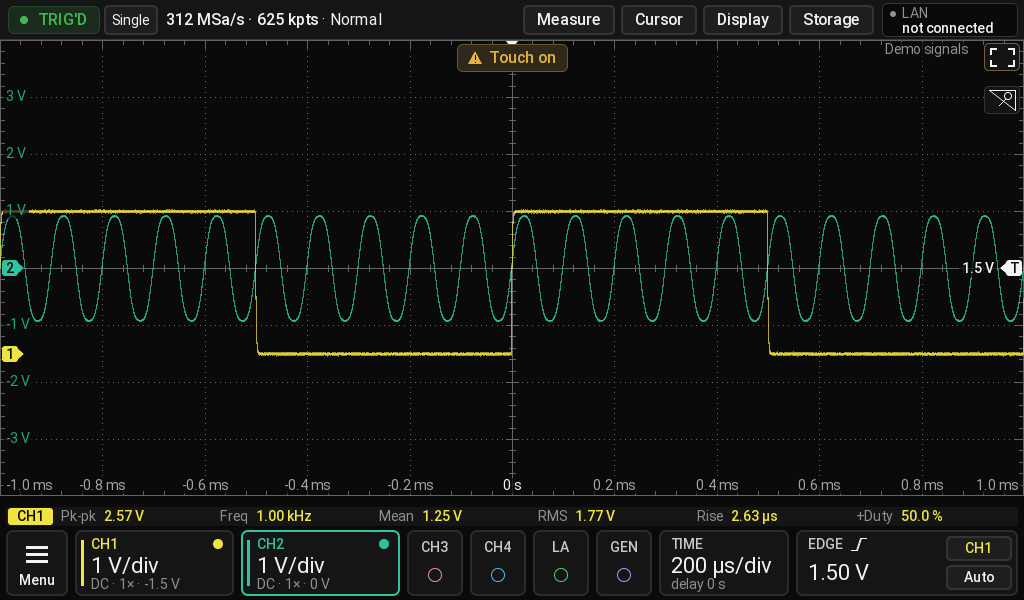 TRIG'D
Single
312 MSa/s · 625 kpts · Normal
Measure
Cursor
Display
Storage
LAN
not connected
Touch on
Demo signals
3 V
2 V
1 V
2
1.5 V
T
-1 V
1
-2 V
-3 V
-1.0 ms
-0.8 ms
-0.6 ms
-0.4 ms
-0.2 ms
0 s
0.2 ms
0.4 ms
0.6 ms
0.8 ms
1.0 ms
CH1 Pk-pk 2.57 V Freq 1.00 kHz Mean 1.25 V RMS 1.77 V Rise 2.63 µs +Duty 50.0 %
Menu
CH1
1 V/div
DC · 1× · -1.5 V
CH2
1 V/div
DC · 1× · 0 V
CH3
CH4
LA
GEN
TIME
200 µs/div
delay 0 s
EDGE
1.50 V
CH1
Auto